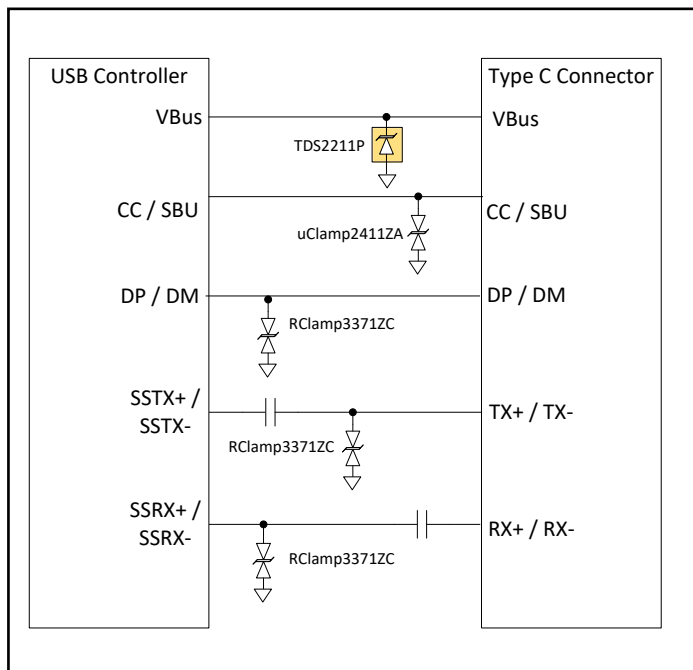 USB Controller
Type C Connector
VBus
VBus
TDS2211P
CC / SBU
CC / SBU
uClamp2411ZA
DP / DM
DP / DM
RClamp3371ZC
SSTX+ /
SSTX-
TX+ / TX-
RClamp3371ZC
SSRX+ /
SSRX-
RX+ / RX-
RClamp3371ZC